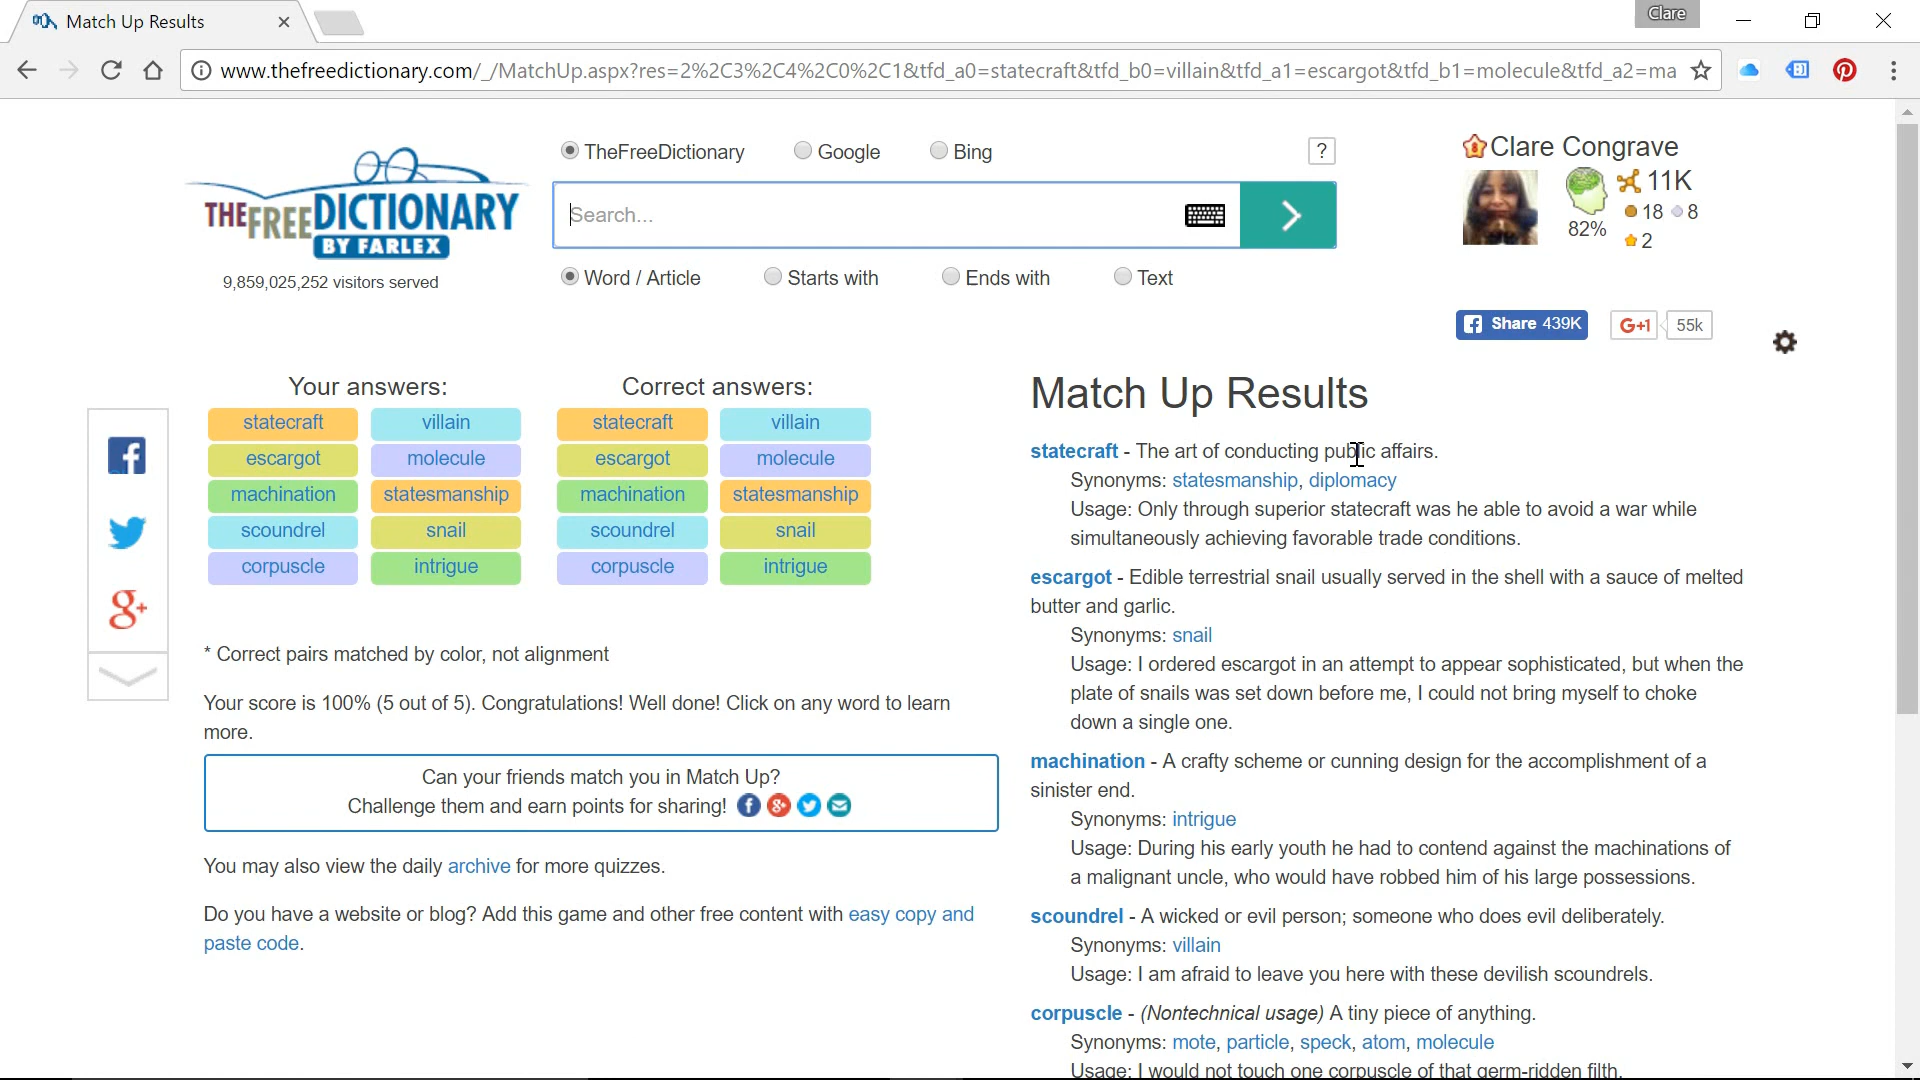 Match Up Results
Clare
www.thefreedictionary.com/_/MatchUp.aspx?res=2%2C3%2C4%2C0%2C1&tfd_a0=statecraft&tfd_b0=villain&tfd_a1=escargot&tfd_b1=molecule&tfd_a2=ma
THEFREEDICTIONARY
BY FARLEX
9,859,025,252 visitors served
TheFreeDictionary Google Bing ?
Search...
Word / Article Starts with Ends with Text
8 Clare Congrave
11K
18 8
82%
2
Share 439K G+1 55k
Your answers: Correct answers:
statecraft villain statecraft villain
escargot molecule escargot molecule
machination statesmanship machination statesmanship
scoundrel snail scoundrel snail
corpuscle intrigue corpuscle intrigue
* Correct pairs matched by color, not alignment
Your score is 100% (5 out of 5). Congratulations! Well done! Click on any word to learn
more.
Can your friends match you in Match Up?
Challenge them and earn points for sharing!
You may also view the daily archive for more quizzes.
Do you have a website or blog? Add this game and other free content with easy copy and
paste code.
Match Up Results
statecraft - The art of conducting public affairs.
Synonyms: statesmanship, diplomacy
Usage: Only through superior statecraft was he able to avoid a war while
simultaneously achieving favorable trade conditions.
escargot - Edible terrestrial snail usually served in the shell with a sauce of melted
butter and garlic.
Synonyms: snail
Usage: I ordered escargot in an attempt to appear sophisticated, but when the
plate of snails was set down before me, I could not bring myself to choke
down a single one.
machination - A crafty scheme or cunning design for the accomplishment of a
sinister end.
Synonyms: intrigue
Usage: During his early youth he had to contend against the machinations of
a malignant uncle, who would have robbed him of his large possessions.
scoundrel - A wicked or evil person; someone who does evil deliberately.
Synonyms: villain
Usage: I am afraid to leave you here with these devilish scoundrels.
corpuscle - (Nontechnical usage) A tiny piece of anything.
Synonyms: mote, particle, speck, atom, molecule
Usage: I would not touch one corpuscle of that germ-ridden filth.